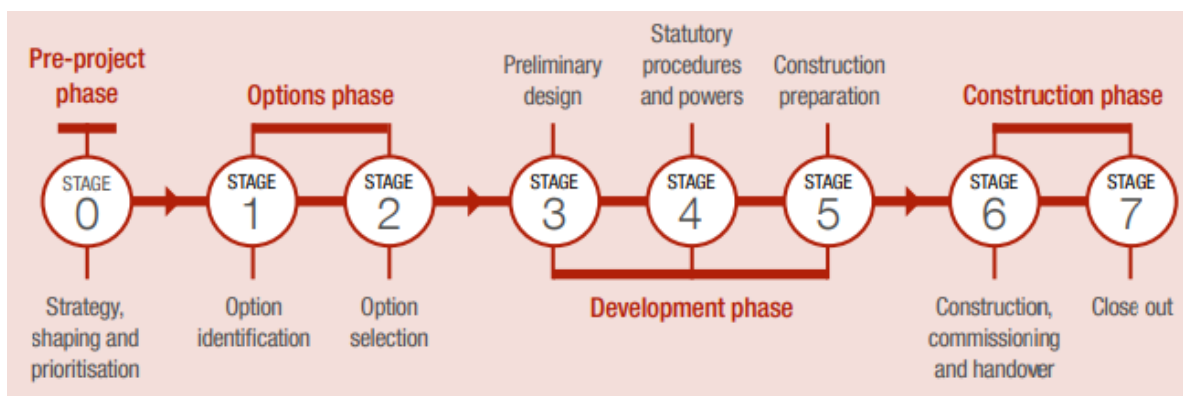 Pre-project
phase
STAGE
0
Strategy,
shaping and
prioritisation
Options phase
STAGE
1
Option
identification
STAGE
2
Option
selection
Preliminary
design
STAGE
3
Statutory
procedures
and powers
STAGE
4
Construction
preparation
STAGE
5
Development phase
Construction phase
STAGE
6
Construction,
commissioning
and handover
STAGE
7
Close out